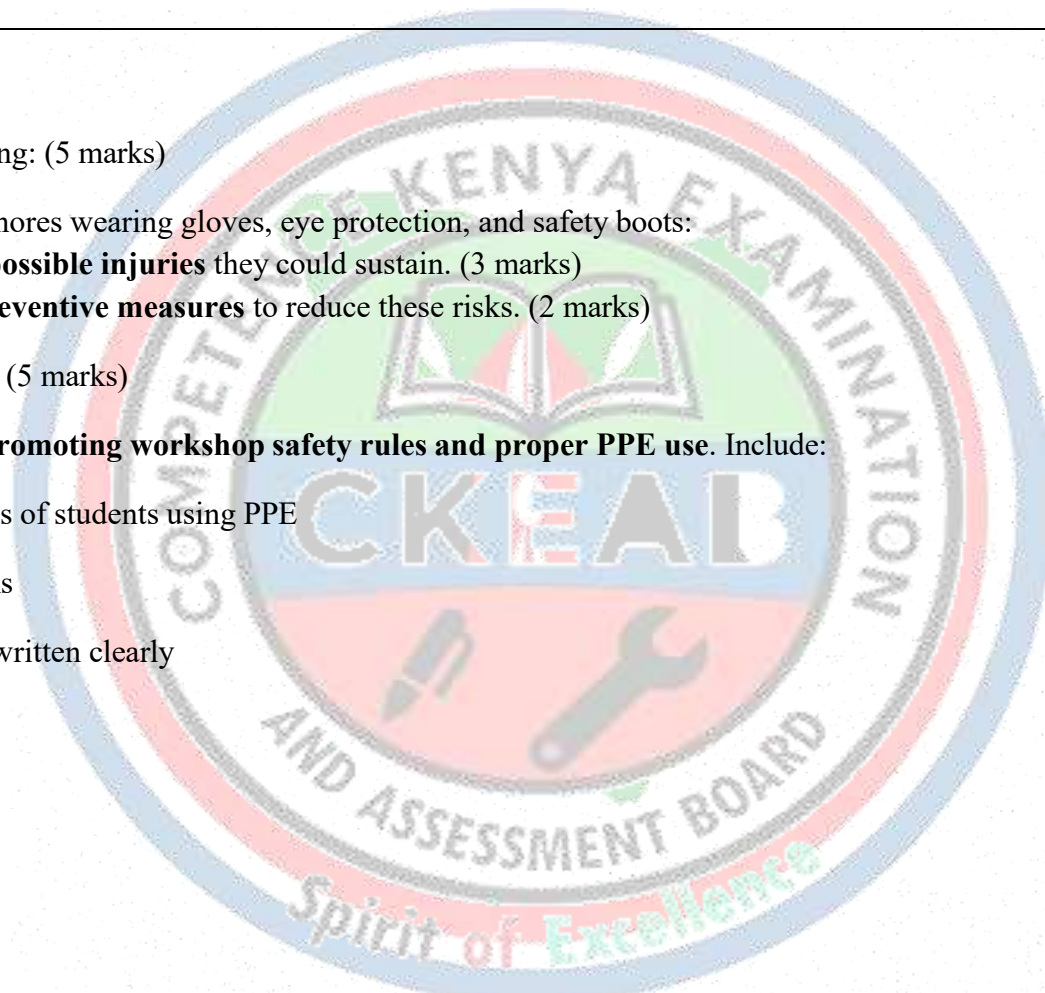 ng: (5 marks)
nores wearing gloves, eye protection, and safety boots:
ossible injuries they could sustain. (3 marks)
eventive measures to reduce these risks. (2 marks)
(5 marks)
romoting workshop safety rules and proper PPE use. Include:
s of students using PPE
s
written clearly
COMPETENCE KENYA EXAMINATION
CKEAB
AND ASSESSMENT BOARD
Spirit of Excellence